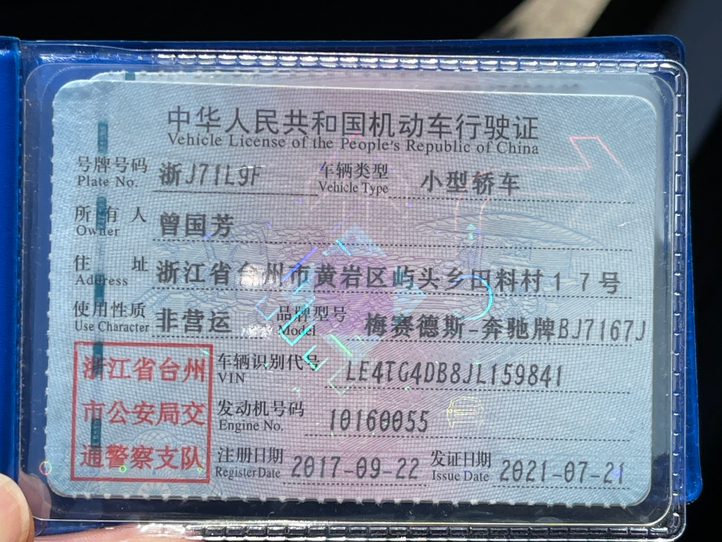 中华人民共和国机动车行驶证
Vehicle License of the People's Republic of China
号牌号码 浙J71L9F 车辆类型 小型轿车
Plate No. Vehicle Type
所有人 曾国芳
Owner
住址 浙江省台州市黄岩区屿头乡田料村17号
Address
使用性质 非营运 品牌型号 梅赛德斯-奔驰牌BJ7167J
Use Character Model
浙江省台州
市公安局交
通警察支队
车辆识别代号 LE4TG4DB8JL159841
VIN
发动机号码 10160055
Engine No.
注册日期 2017-09-22 发证日期 2021-07-21
Register Date Issue Date